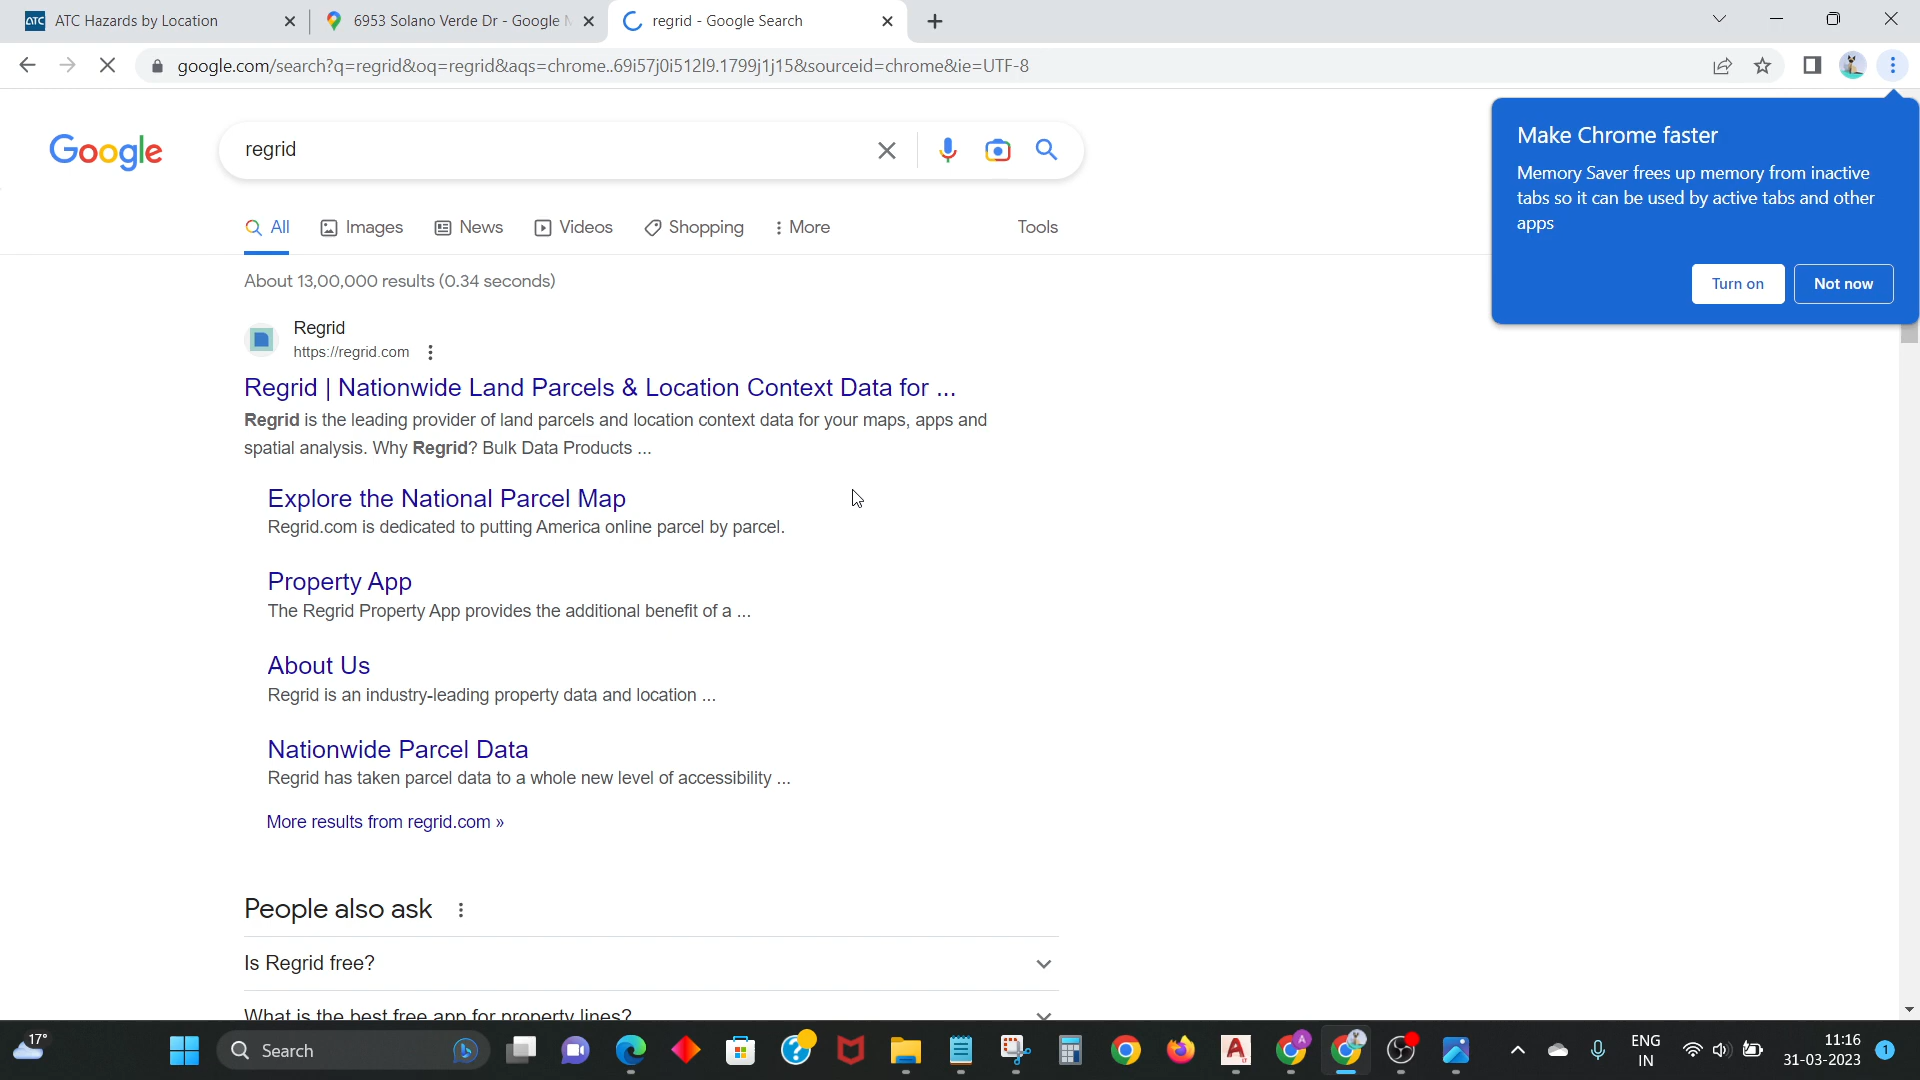 ATC Hazards by Location
6953 Solano Verde Dr - Google
regrid - Google Search
google.com/search?q=regrid&oq=regrid&aqs=chrome..69i57j0i512l9.1799j1j15&sourceid=chrome&ie=UTF-8
Google
regrid
All
Images
News
Videos
Shopping
More
Tools
Make Chrome faster
Memory Saver frees up memory from inactive
tabs so it can be used by active tabs and other
apps
Turn on
Not now
About 13,00,000 results (0.34 seconds)
Regrid
https://regrid.com
Regrid | Nationwide Land Parcels & Location Context Data for ...
Regrid is the leading provider of land parcels and location context data for your maps, apps and
spatial analysis. Why Regrid? Bulk Data Products ...
Explore the National Parcel Map
Regrid.com is dedicated to putting America online parcel by parcel.
Property App
The Regrid Property App provides the additional benefit of a ...
About Us
Regrid is an industry-leading property data and location ...
Nationwide Parcel Data
Regrid has taken parcel data to a whole new level of accessibility ...
More results from regrid.com »
People also ask
Is Regrid free?
What is the best free app for property lines?
17°
Search
ENG
IN
11:16
31-03-2023
1